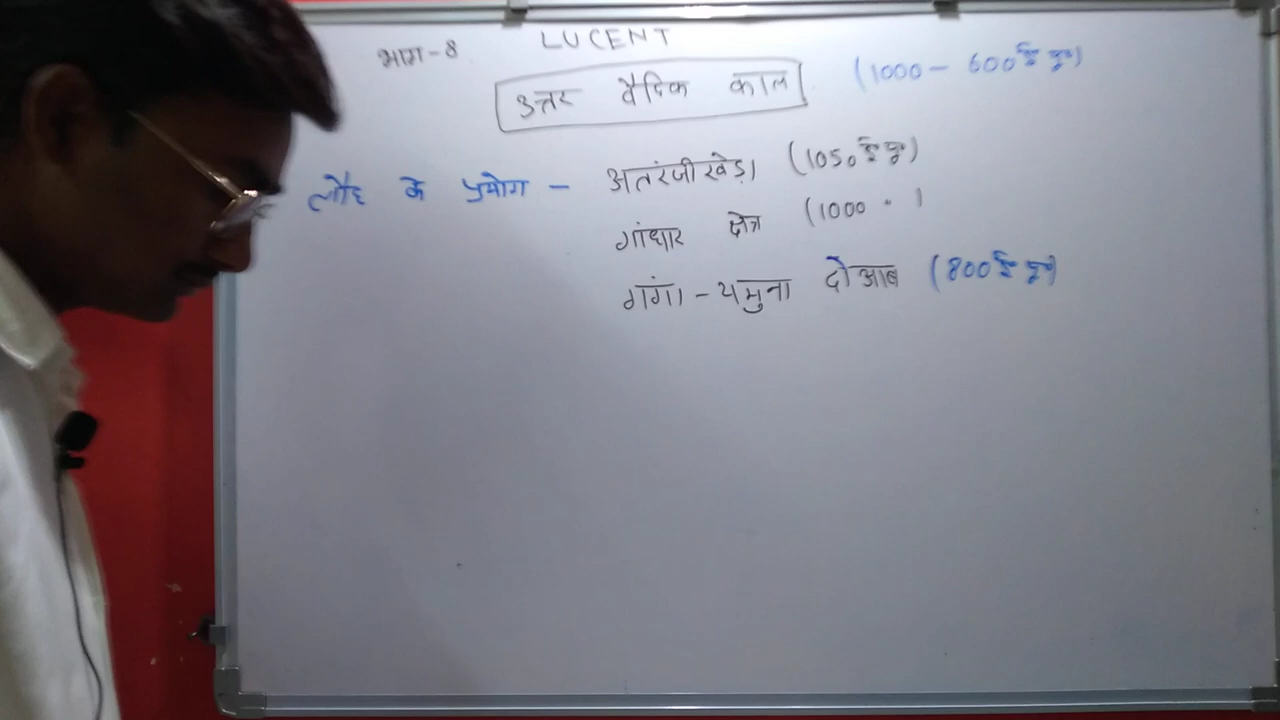 भाग-8 LUCENT
उत्तर वैदिक काल (1000 - 600 ई॰पू॰)
लौह के प्रयोग - अतरंजीखेड़ा (1050 ई॰पू॰)
गांधार क्षेत्र (1000 " )
गंगा-यमुना दोआब (800 ई॰पू॰)